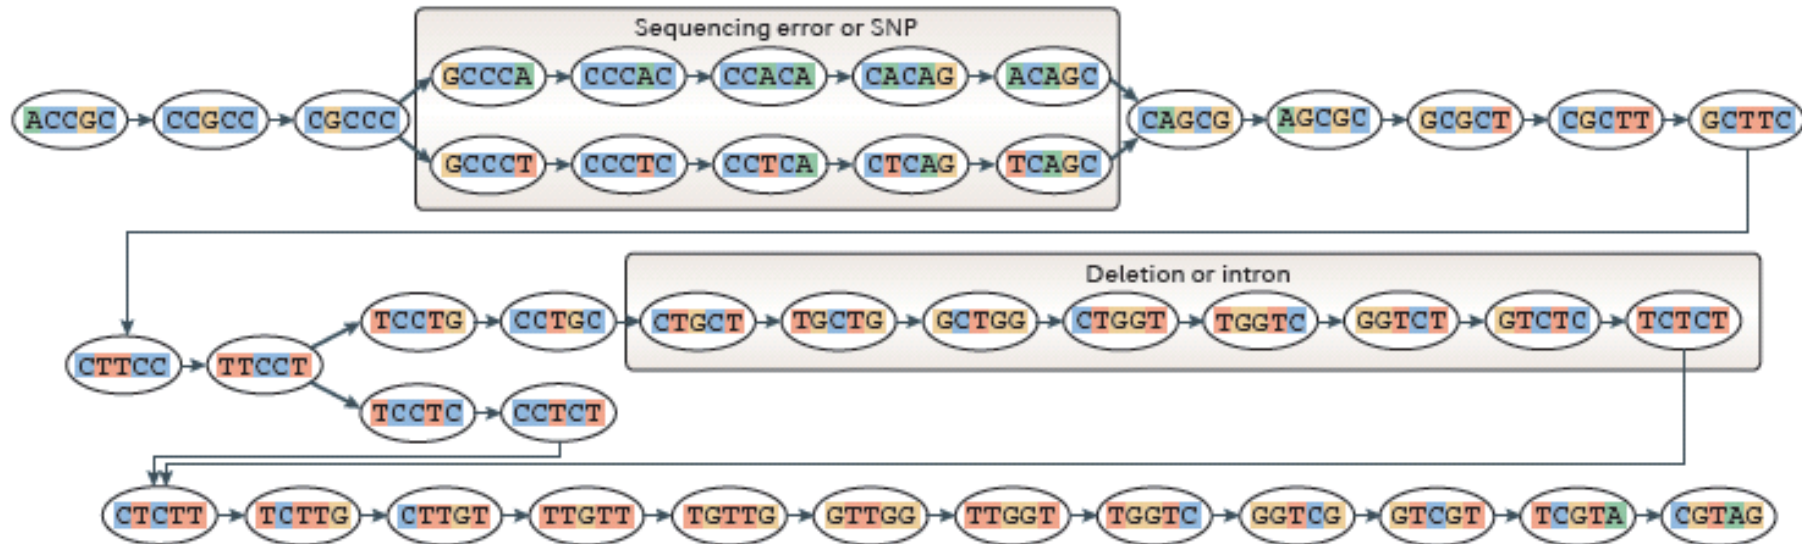 Sequencing error or SNP
GCCCA CCCAC CCACA CACAG ACAGC
ACCGC CCGCC CGCCC CAGCG AGCGC GCGCT CGCTT GCTTC
GCCCT CCCTC CCTCA CTCAG TCAGC
Deletion or intron
TCCTG CCTGC CTGCT TGCTG GCTGG CTGGT TGGTC GGTCT GTCTC TCTCT
CTTCC TTCCT
TCCTC CCTCT
CTCTT TCTTG CTTGT TTGTT TGTTG GTTGG TTGGT TGGTC GGTCG GTCGT TCGTA CGTAG